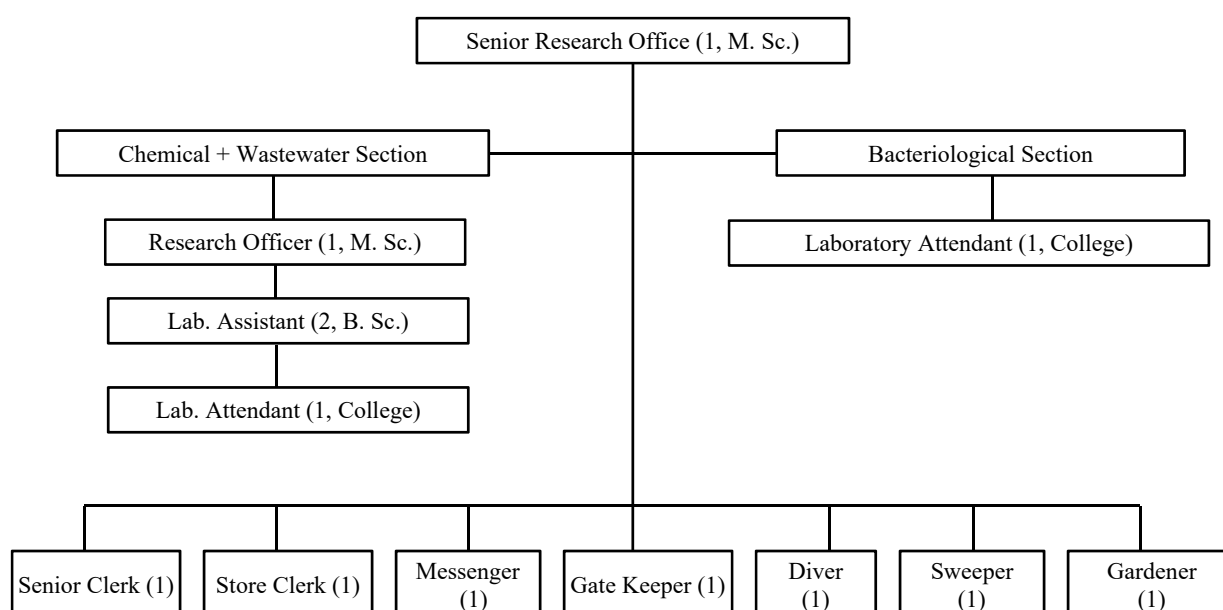 Senior Research Office (1, M. Sc.)
Chemical + Wastewater Section
Bacteriological Section
Research Officer (1, M. Sc.)
Laboratory Attendant (1, College)
Lab. Assistant (2, B. Sc.)
Lab. Attendant (1, College)
Senior Clerk (1)
Store Clerk (1)
Messenger
(1)
Gate Keeper (1)
Diver
(1)
Sweeper
(1)
Gardener
(1)